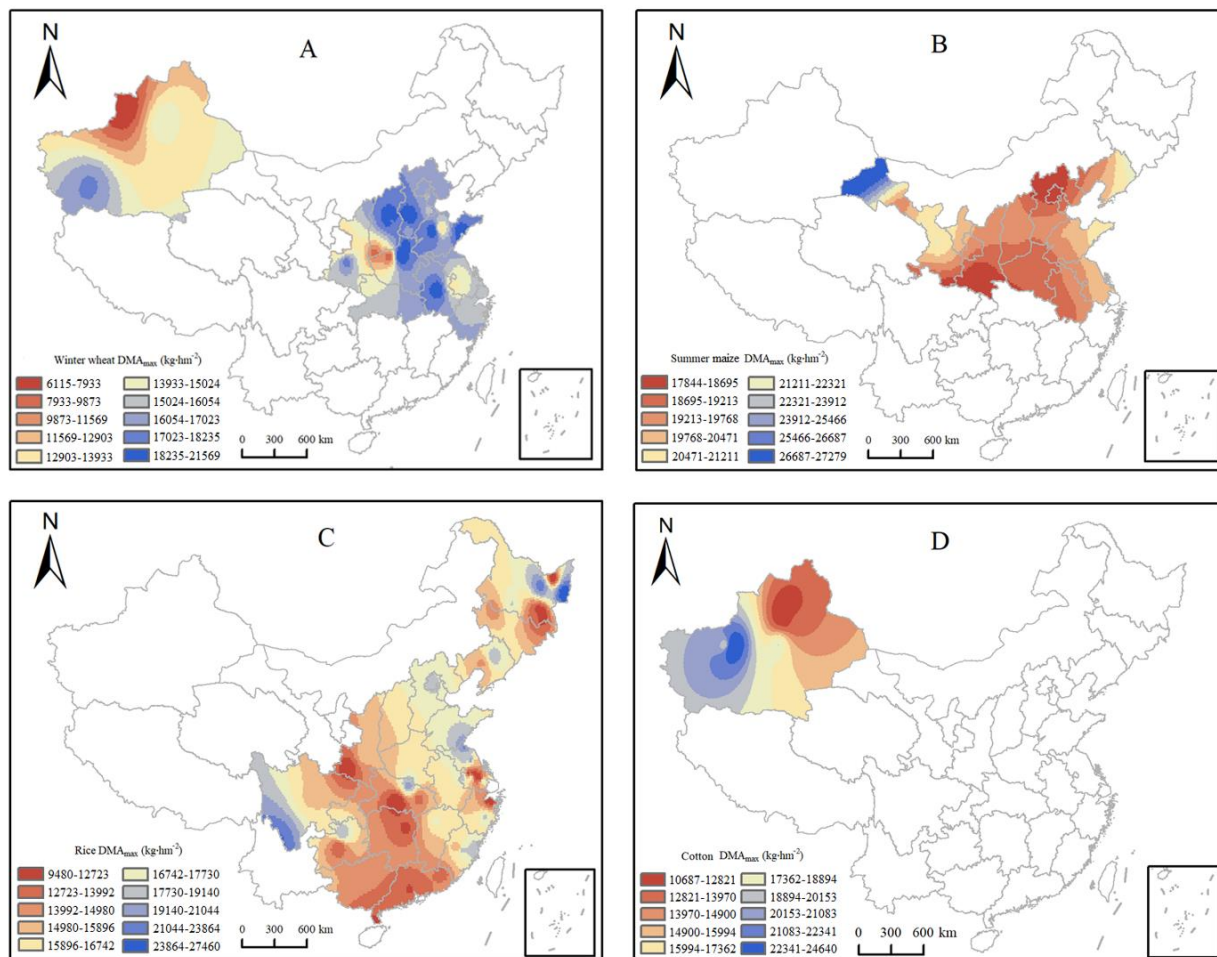 N
A
Winter wheat DMAmax (kg·hm-2)
6115-7933 13933-15024
7933-9873 15024-16054
9873-11569 16054-17023
11569-12903 17023-18235
12903-13933 18235-21569
0 300 600 km
N
B
Summer maize DMAmax (kg·hm-2)
17844-18695 21211-22321
18695-19213 22321-23912
19213-19768 23912-25466
19768-20471 25466-26687
20471-21211 26687-27279
0 300 600 km
N
C
Rice DMAmax (kg·hm-2)
9480-12723 16742-17730
12723-13992 17730-19140
13992-14980 19140-21044
14980-15896 21044-23864
15896-16742 23864-27460
0 300 600 km
N
D
Cotton DMAmax (kg·hm-2)
10687-12821 17362-18894
12821-13970 18894-20153
13970-14900 20153-21083
14900-15994 21083-22341
15994-17362 22341-24640
0 300 600 km